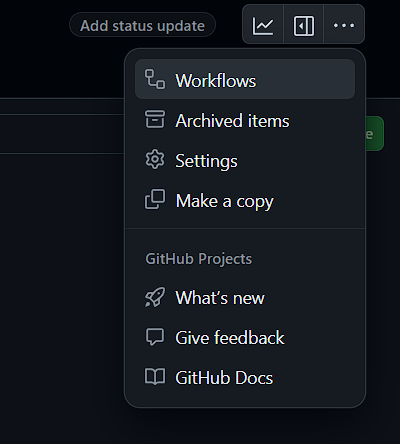 Add status update
Workflows
Archived items
Settings
Make a copy
GitHub Projects
What's new
Give feedback
GitHub Docs